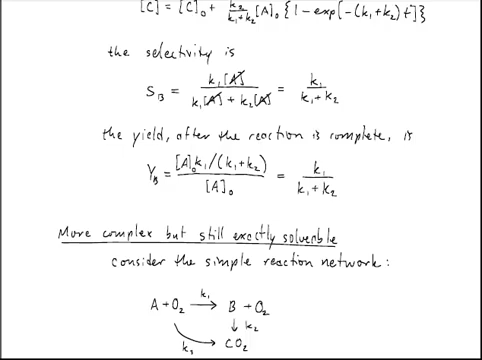 [C] = [C]₀ + k₂/(k₁+k₂) [A]₀ {1 - exp[-(k₁+k₂)t]}
the selectivity is
S_B = k₁[A] / (k₁[A] + k₂[A]) = k₁ / (k₁+k₂)
the yield, after the reaction is complete, is
Y_B = [A]₀k₁/(k₁+k₂) / [A]₀ = k₁ / (k₁+k₂)
More complex but still exactly solvable
consider the simple reaction network:
A + O₂ →k₁ B + O₂
↓ k₂
k₃ CO₂